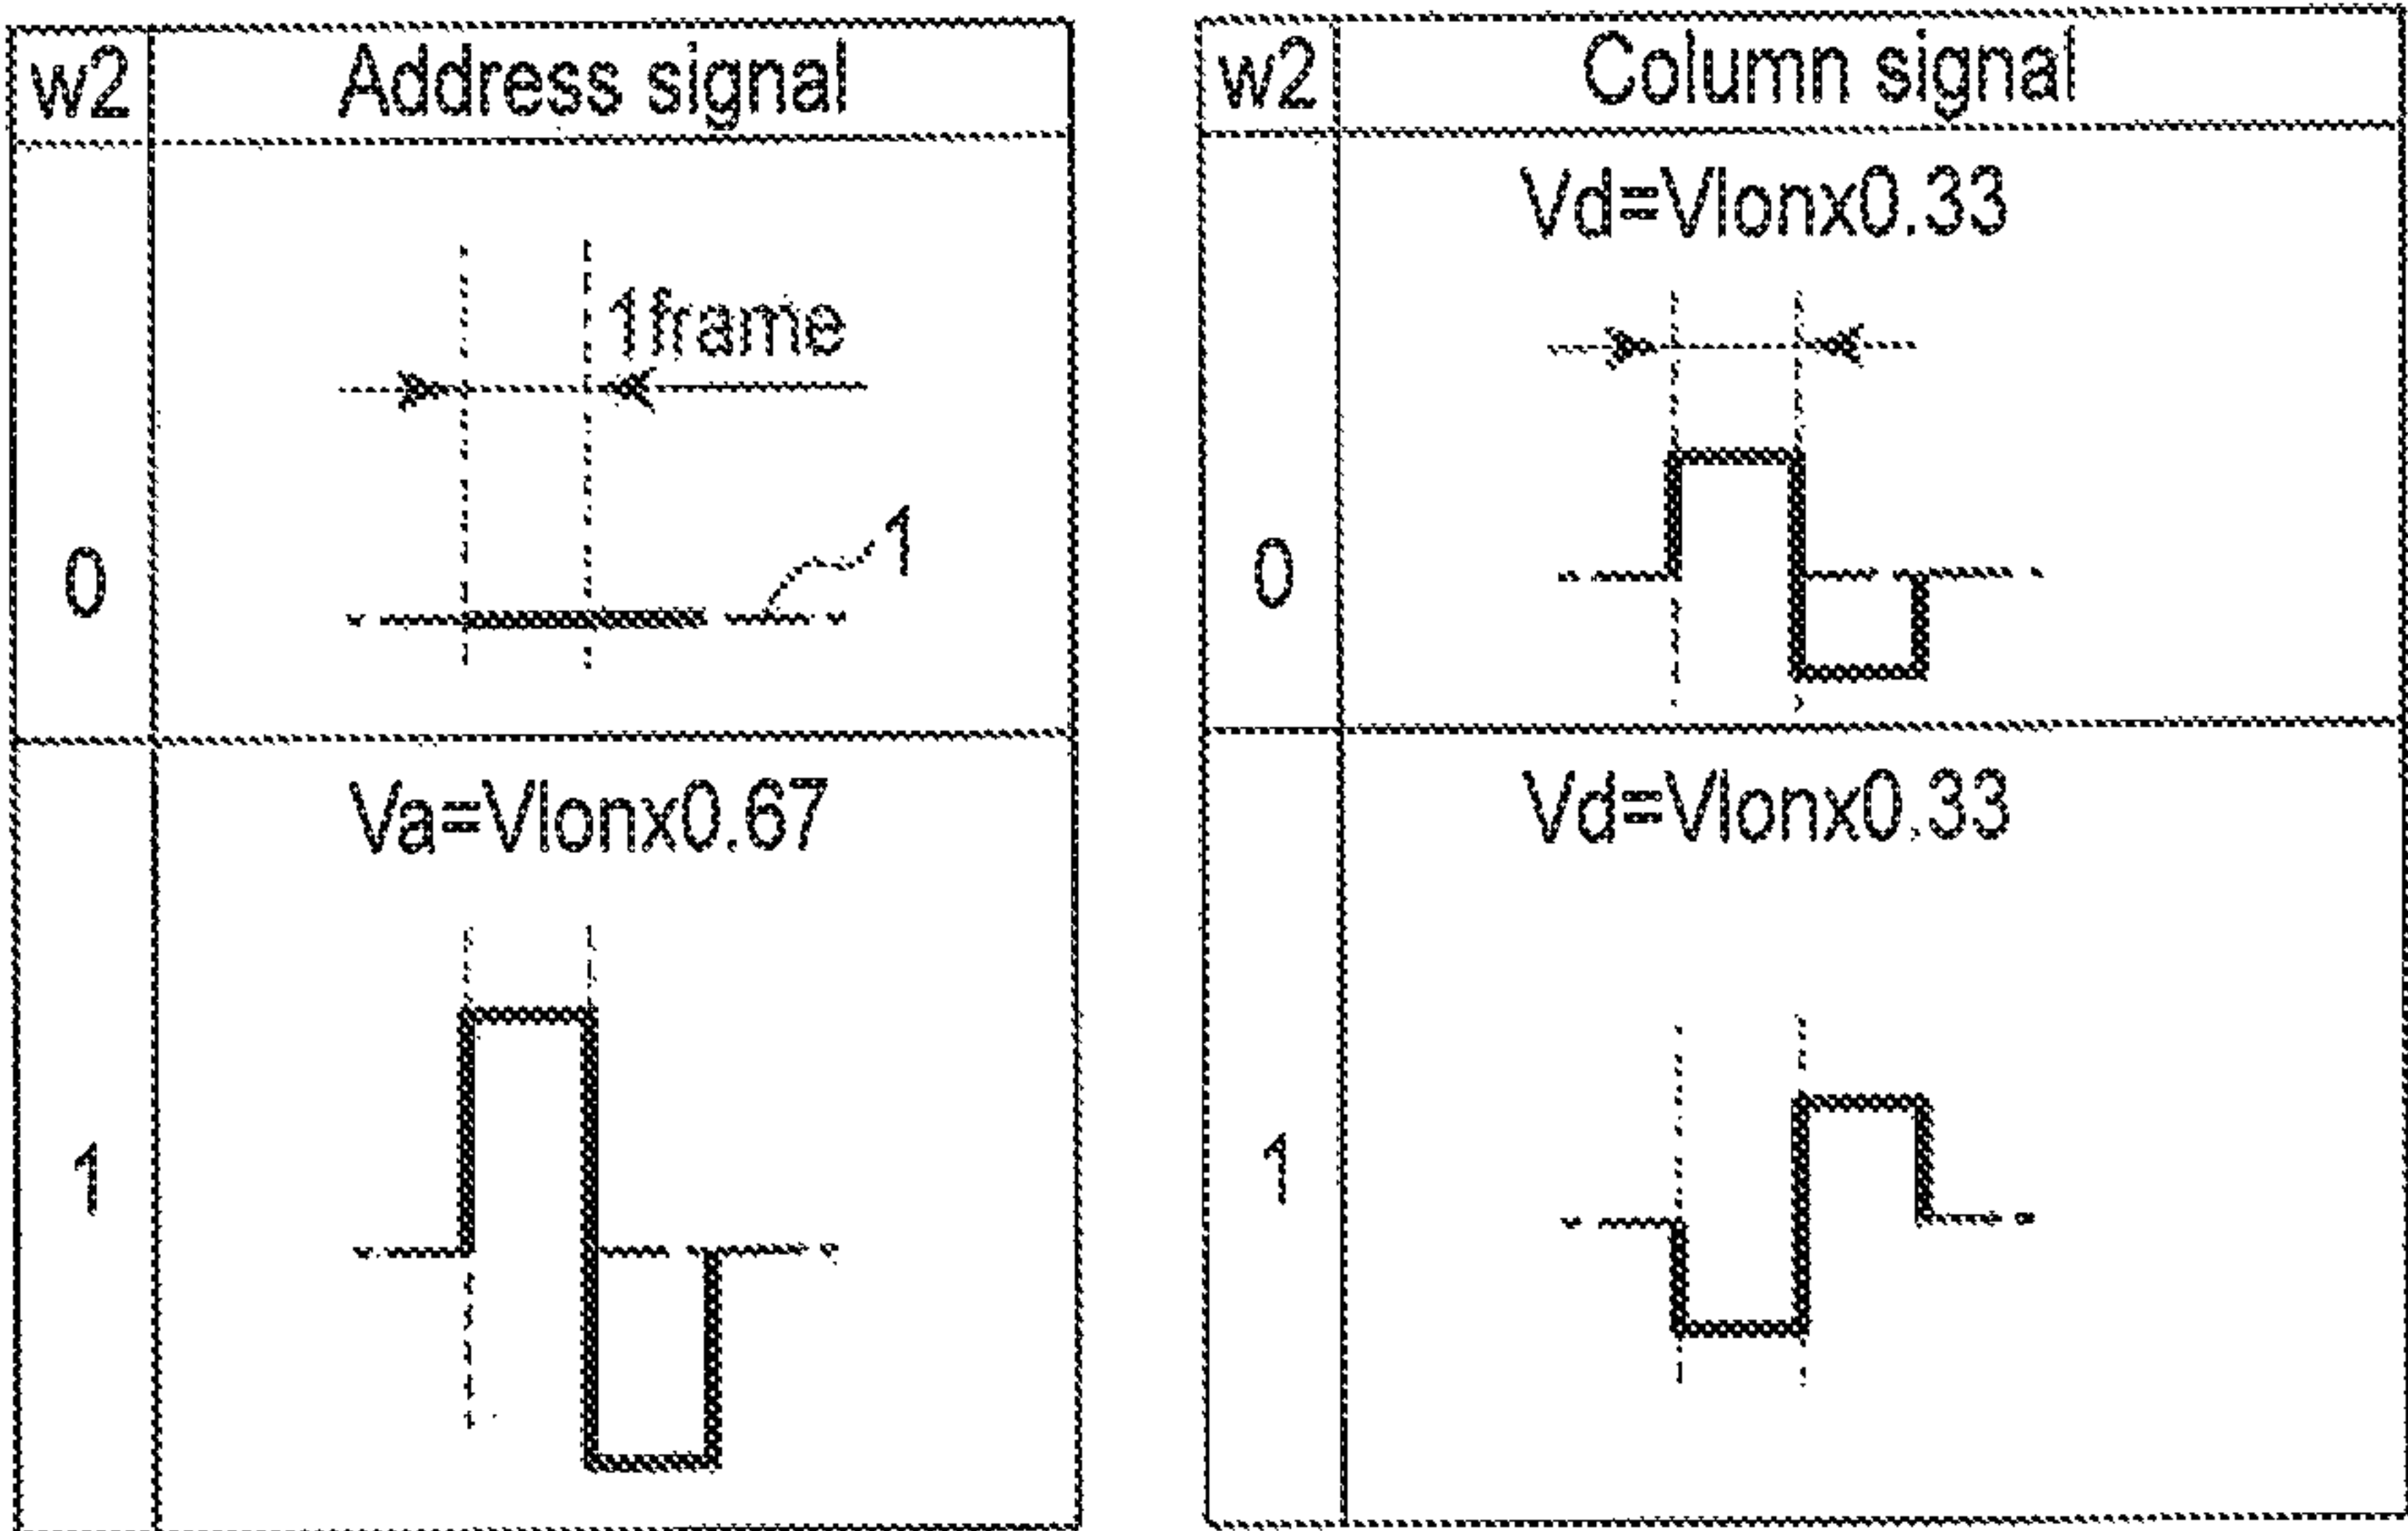 w2 Address signal
1frame
1
0
Va=Vlonx0.67
1
w2 Column signal
Vd=Vlonx0.33
0
Vd=Vlonx0.33
1